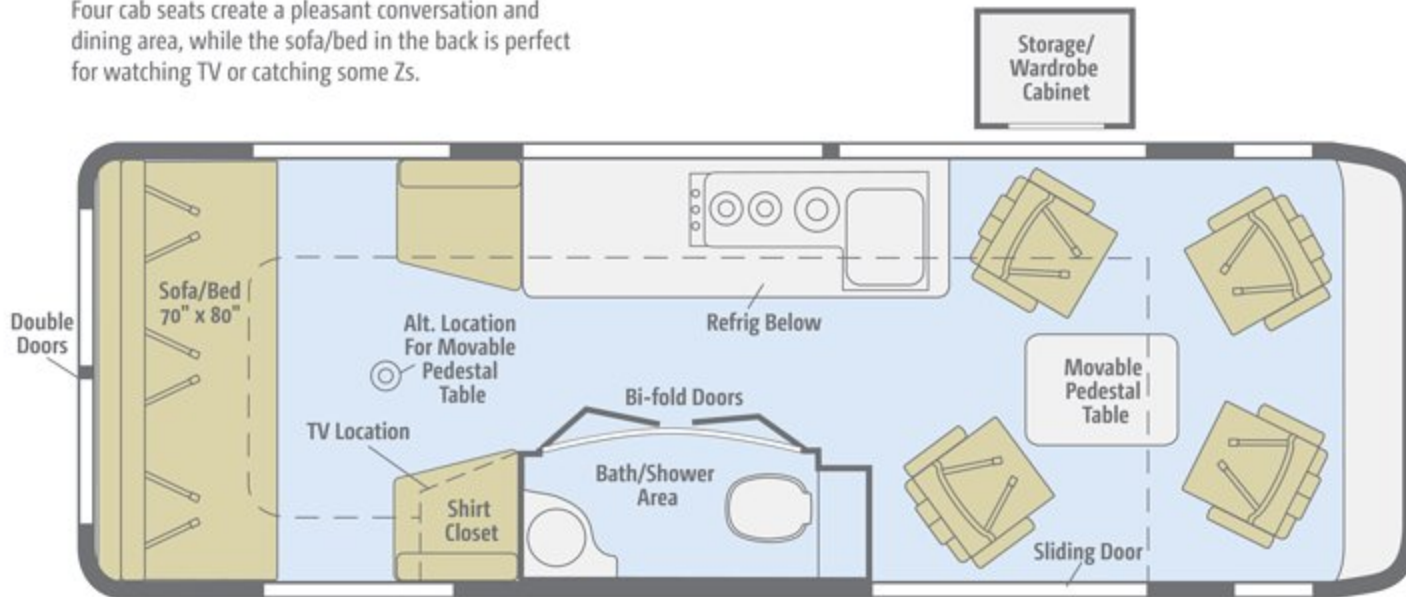 Four cab seats create a pleasant conversation and
dining area, while the sofa/bed in the back is perfect
for watching TV or catching some Zs.
Storage/
Wardrobe
Cabinet
Sofa/Bed
70" x 80"
Double
Doors
Alt. Location
For Movable
Pedestal
Table
Refrig Below
Movable
Pedestal
Table
Bi-fold Doors
TV Location
Bath/Shower
Area
Shirt
Closet
Sliding Door